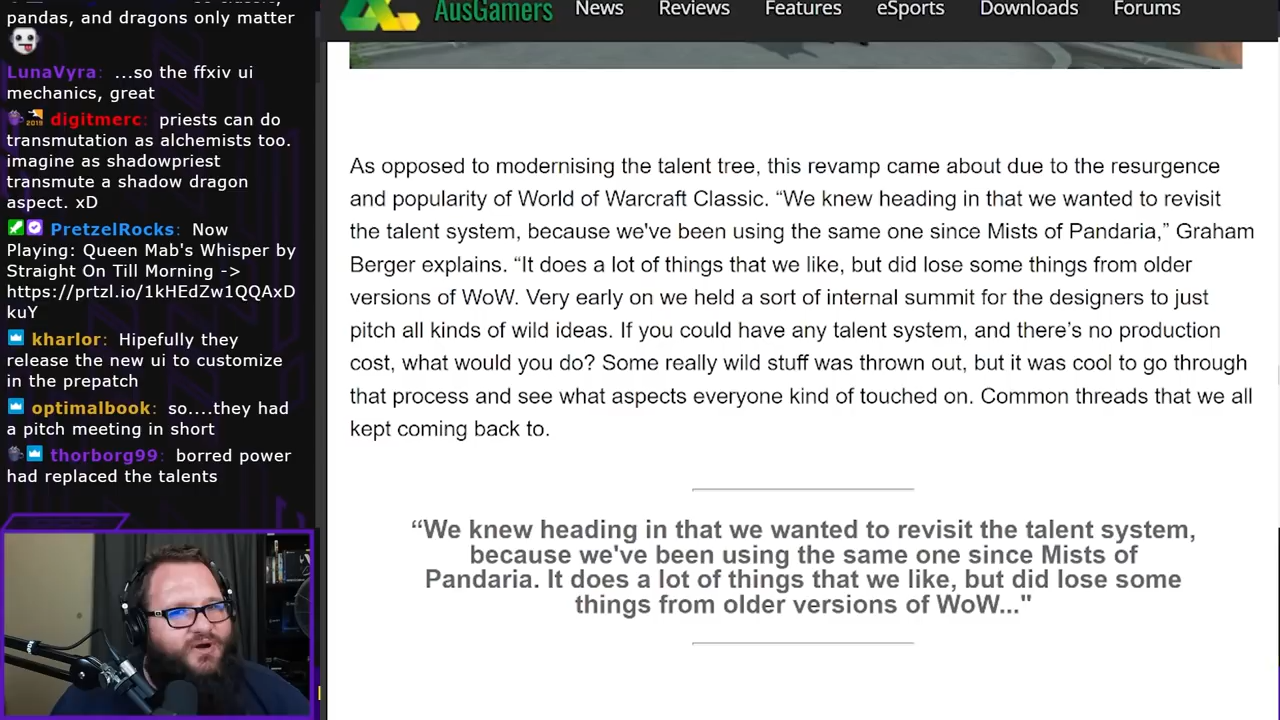 pandas, and dragons only matter
LunaVyra: ...so the ffxiv ui
mechanics, great
digitmerc: priests can do
transmutation as alchemists too.
imagine as shadowpriest
transmute a shadow dragon
aspect. xD
PretzelRocks: Now
Playing: Queen Mab's Whisper by
Straight On Till Morning ->
https://prtzl.io/1kHEdZw1QQAxD
kuY
kharlor: Hipefully they
release the new ui to customize
in the prepatch
optimalbook: so....they had
a pitch meeting in short
thorborg99: borred power
had replaced the talents
AusGamers News Reviews Features eSports Downloads Forums
As opposed to modernising the talent tree, this revamp came about due to the resurgence
and popularity of World of Warcraft Classic. “We knew heading in that we wanted to revisit
the talent system, because we've been using the same one since Mists of Pandaria,” Graham
Berger explains. “It does a lot of things that we like, but did lose some things from older
versions of WoW. Very early on we held a sort of internal summit for the designers to just
pitch all kinds of wild ideas. If you could have any talent system, and there’s no production
cost, what would you do? Some really wild stuff was thrown out, but it was cool to go through
that process and see what aspects everyone kind of touched on. Common threads that we all
kept coming back to.
“We knew heading in that we wanted to revisit the talent system,
because we've been using the same one since Mists of
Pandaria. It does a lot of things that we like, but did lose some
things from older versions of WoW..."